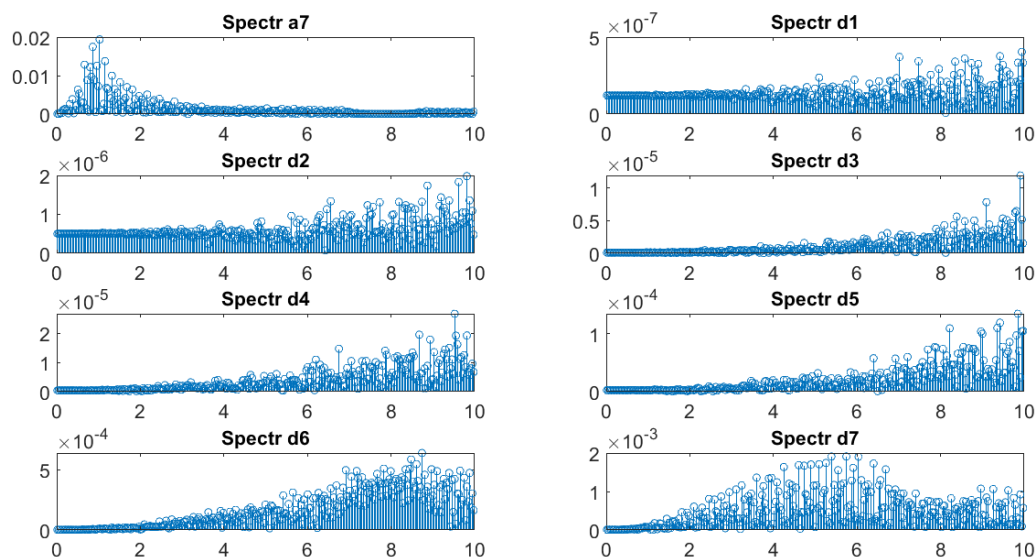 Spectr a7
0.02
0.01
0
0 2 4 6 8 10
Spectr d1
×10-7
5
0
0 2 4 6 8 10
Spectr d2
×10-6
2
1
0
0 2 4 6 8 10
Spectr d3
×10-5
1
0.5
0
0 2 4 6 8 10
Spectr d4
×10-5
2
1
0
0 2 4 6 8 10
Spectr d5
×10-4
1
0
0 2 4 6 8 10
Spectr d6
×10-4
5
0
0 2 4 6 8 10
Spectr d7
×10-3
2
1
0
0 2 4 6 8 10